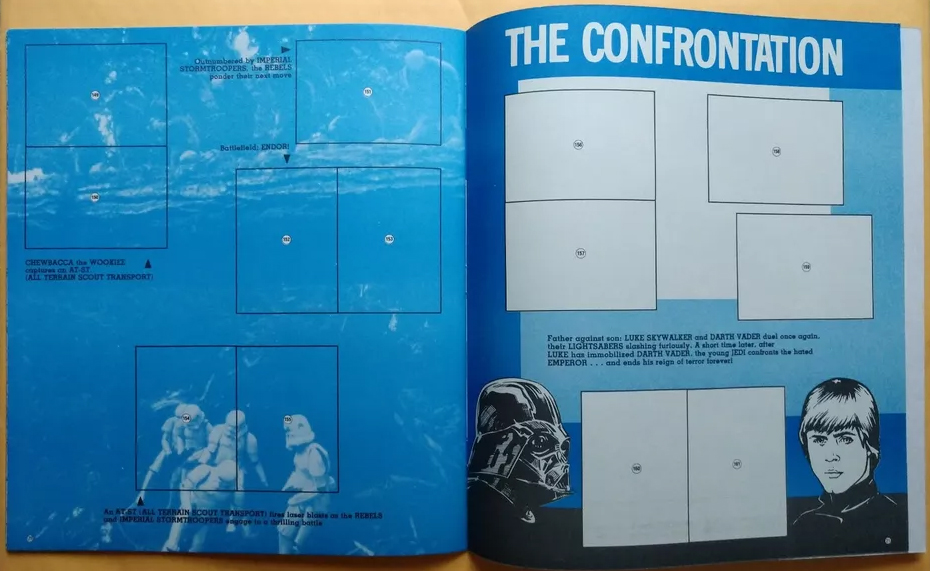 Outnumbered by IMPERIAL
STORMTROOPERS, the REBELS
ponder their next move
149
151
Battlefield: ENDOR!
150
152
153
CHEWBACCA the WOOKIEE
captures an AT-ST.
(ALL TERRAIN SCOUT TRANSPORT)
154
155
An AT-ST (ALL TERRAIN SCOUT TRANSPORT) fires laser blasts as the REBELS
and IMPERIAL STORMTROOPERS engage in a thrilling battle
THE CONFRONTATION
156
158
157
159
Father against son: LUKE SKYWALKER and DARTH VADER duel once again,
their LIGHTSABERS slashing furiously. A short time later, after
LUKE has immobilized DARTH VADER, the young JEDI confronts the hated
EMPEROR . . . and ends his reign of terror forever!
160
161